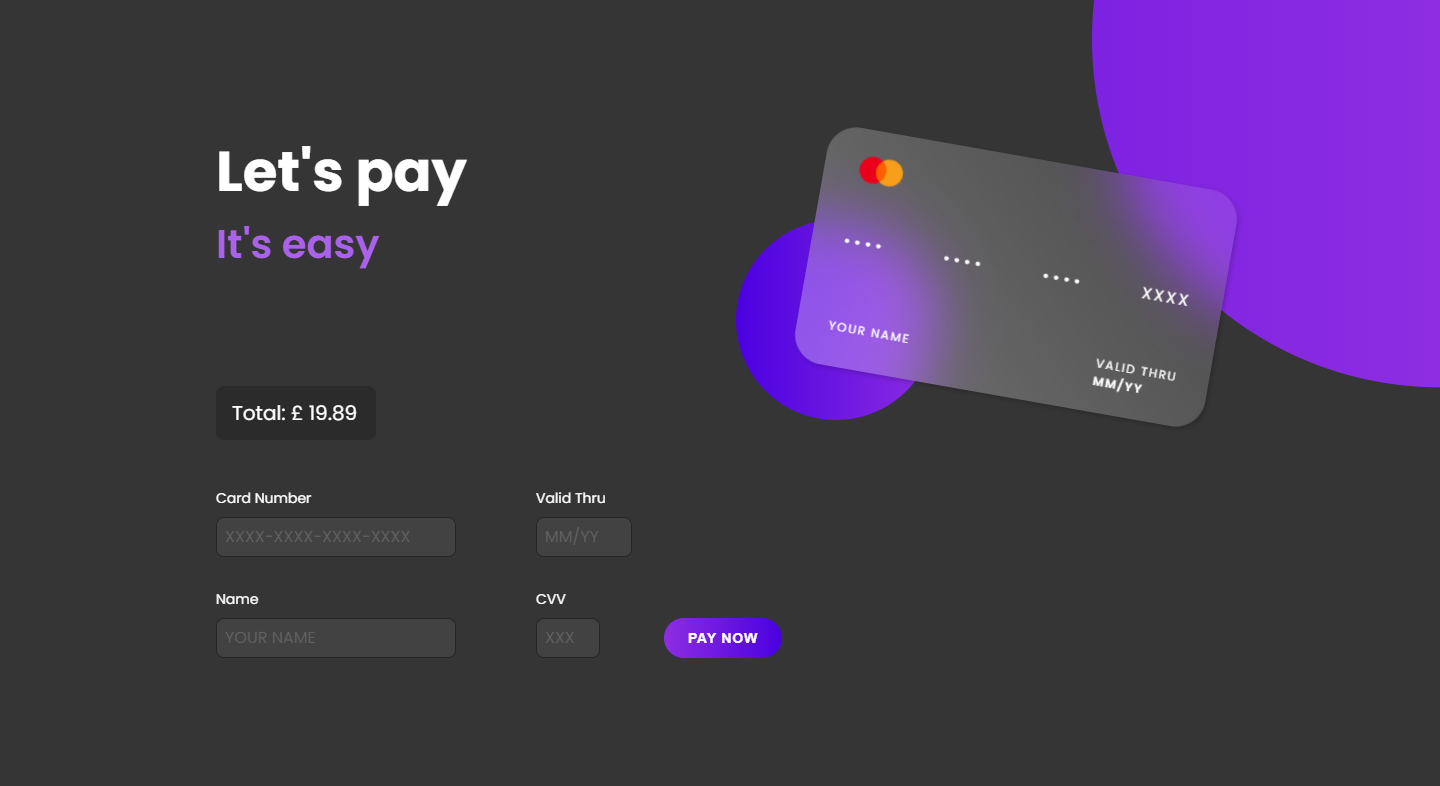 Let's pay
It's easy
Total: £ 19.89
Card Number
XXXX-XXXX-XXXX-XXXX
Valid Thru
MM/YY
Name
YOUR NAME
CVV
XXX
PAY NOW
•••• •••• •••• XXXX
YOUR NAME
VALID THRU
MM/YY